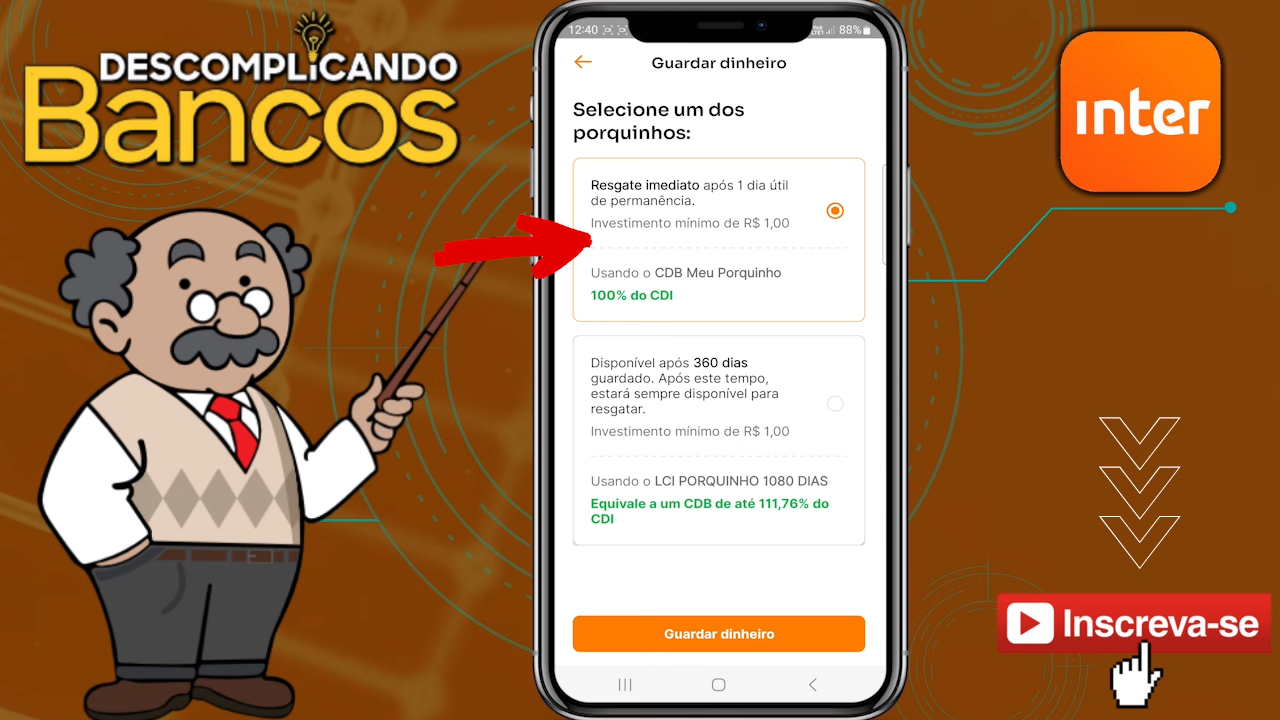 DESCOMPLiCANDO
Bancos
12:40
88%
Guardar dinheiro
Selecione um dos
porquinhos:
Resgate imediato após 1 dia útil
de permanência.
Investimento mínimo de R$ 1,00
Usando o CDB Meu Porquinho
100% do CDI
Disponível após 360 dias
guardado. Após este tempo,
estará sempre disponível para
resgatar.
Investimento mínimo de R$ 1,00
Usando o LCI PORQUINHO 1080 DIAS
Equivale a um CDB de até 111,76% do
CDI
Guardar dinheiro
inter
Inscreva-se